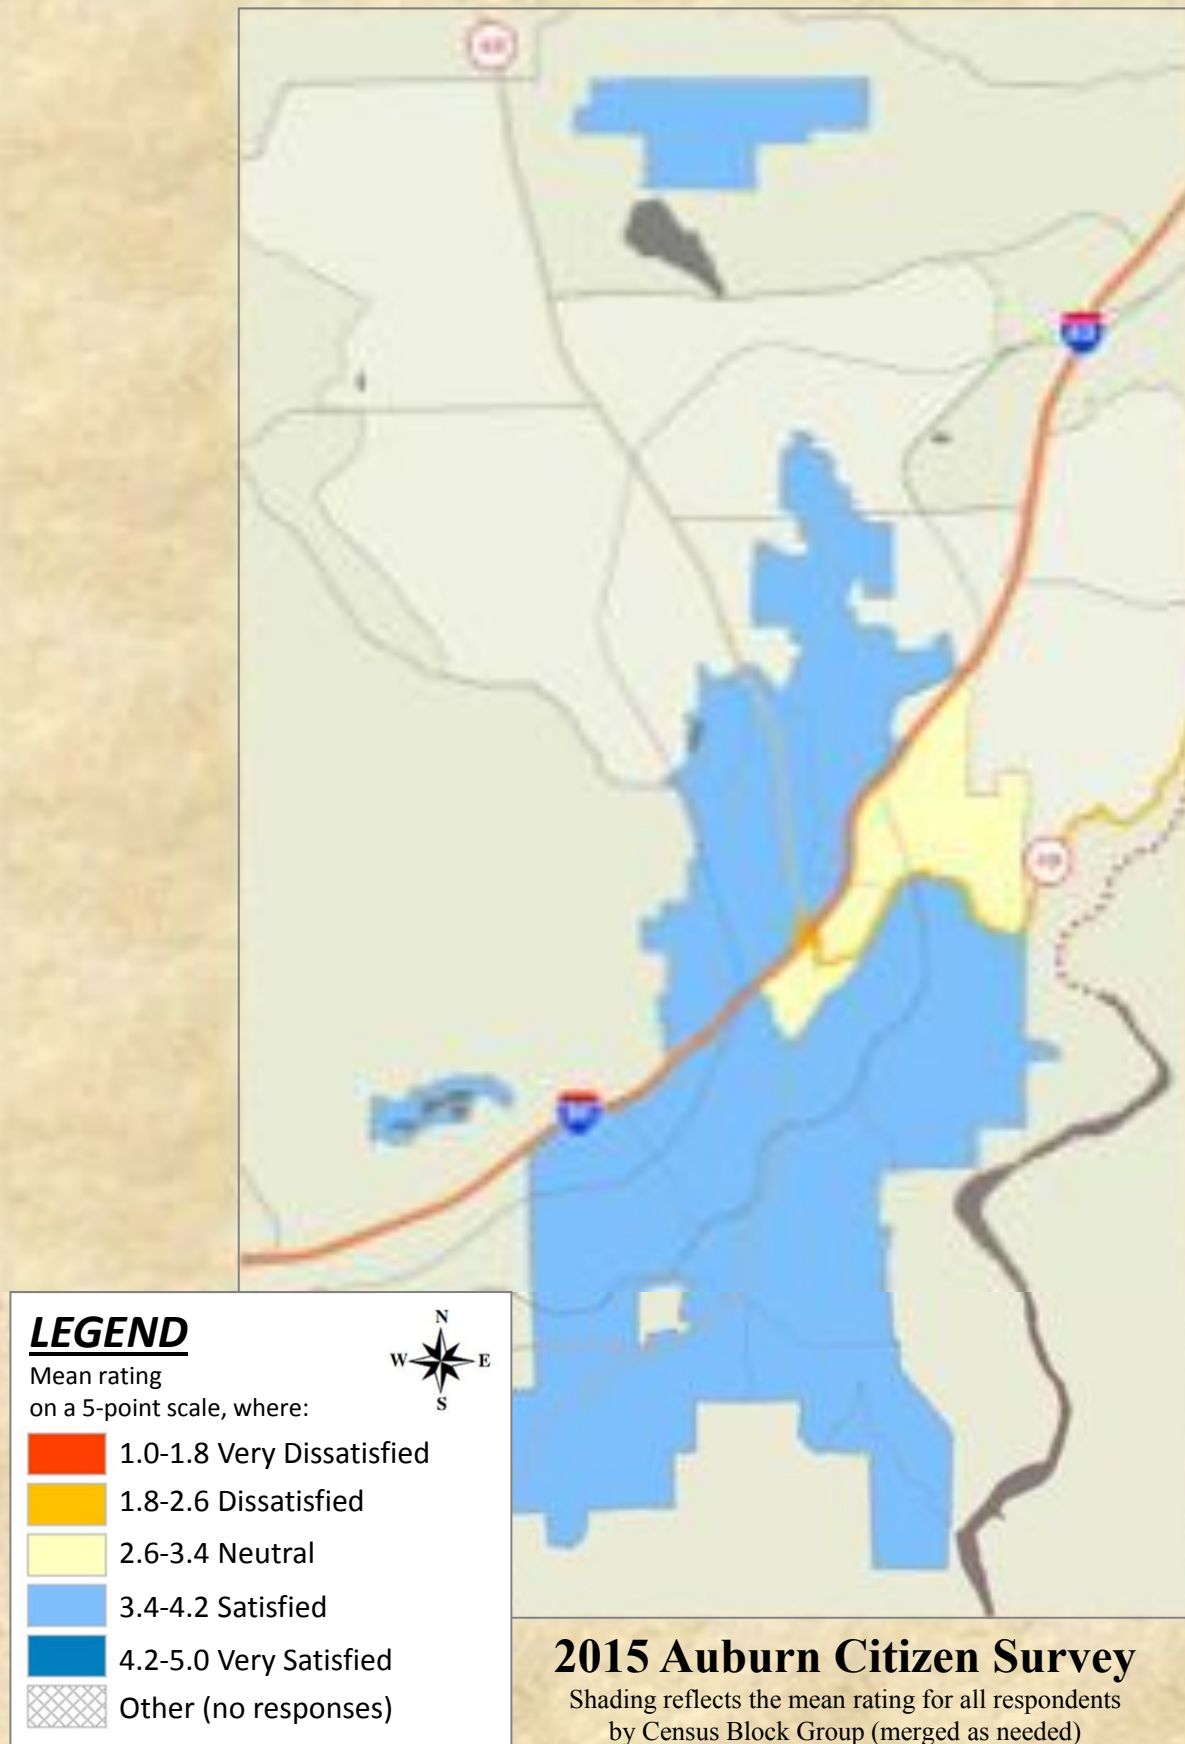 LEGEND
N
W E
S
Mean rating
on a 5-point scale, where:
1.0-1.8 Very Dissatisfied
1.8-2.6 Dissatisfied
2.6-3.4 Neutral
3.4-4.2 Satisfied
4.2-5.0 Very Satisfied
Other (no responses)
2015 Auburn Citizen Survey
Shading reflects the mean rating for all respondents
by Census Block Group (merged as needed)